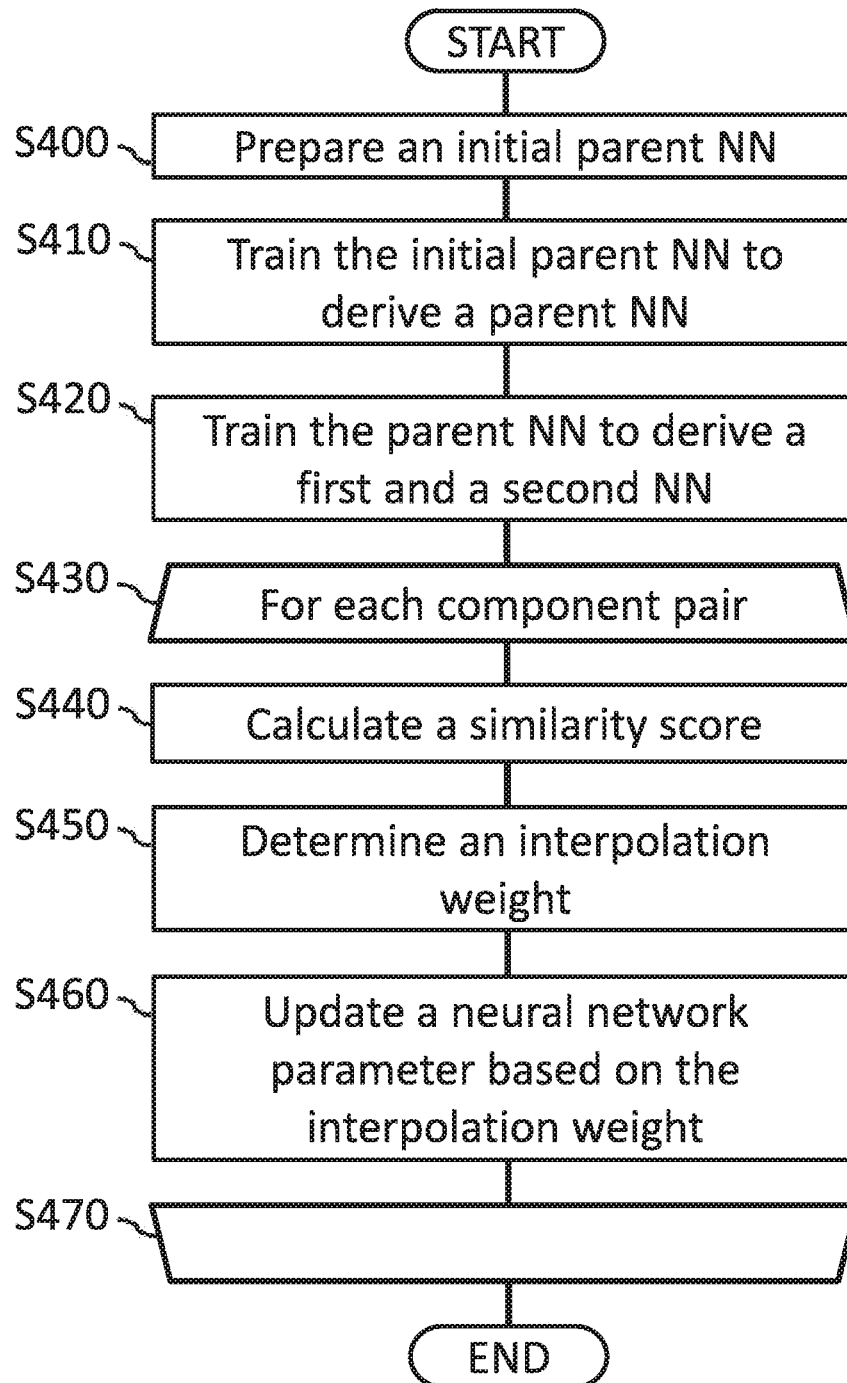 START
S400
Prepare an initial parent NN
S410
Train the initial parent NN to
derive a parent NN
S420
Train the parent NN to derive a
first and a second NN
S430
For each component pair
S440
Calculate a similarity score
S450
Determine an interpolation
weight
S460
Update a neural network
parameter based on the
interpolation weight
S470
END